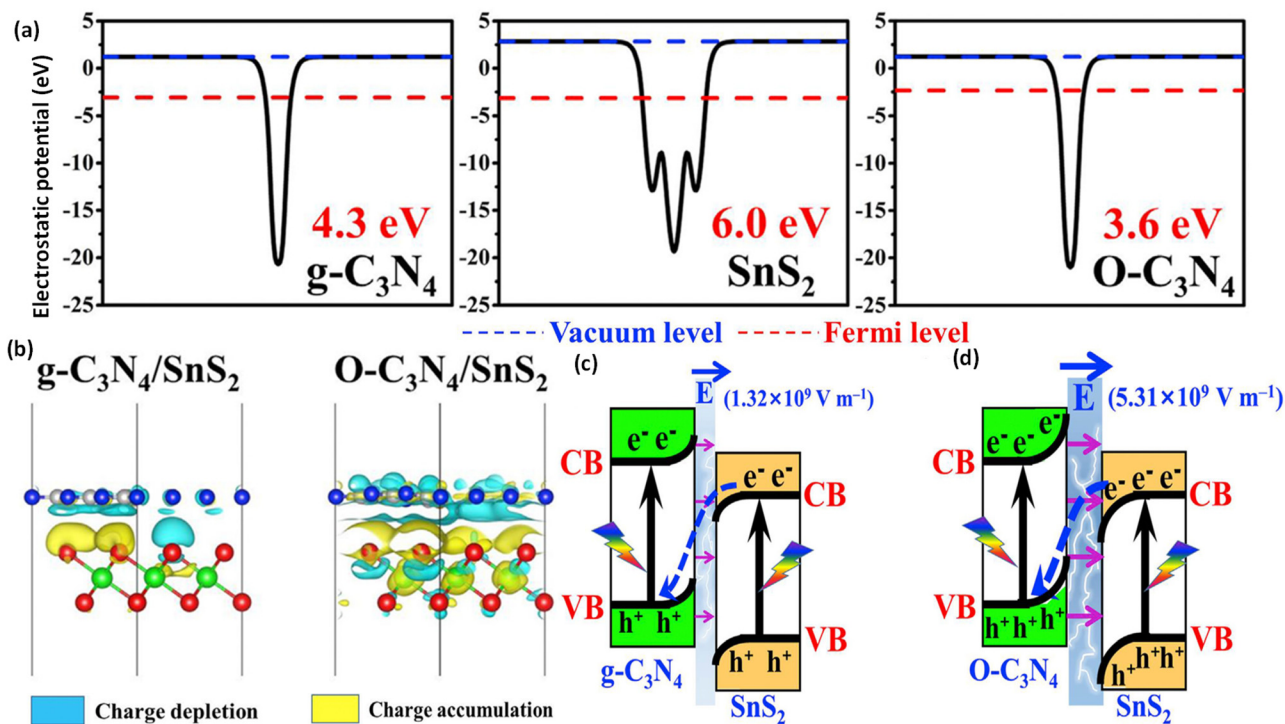 (a)
Electrostatic potential (eV)
5
0
-5
-10
-15
-20
-25
4.3 eV
g-C₃N₄
5
0
-5
-10
-15
-20
-25
6.0 eV
SnS₂
5
0
-5
-10
-15
-20
-25
3.6 eV
O-C₃N₄
Vacuum level
Fermi level
(b)
g-C₃N₄/SnS₂
O-C₃N₄/SnS₂
Charge depletion
Charge accumulation
(c)
E
(1.32×10⁹ V m⁻¹)
e⁻ e⁻
CB
e⁻ e⁻
CB
VB
h⁺ h⁺
VB
h⁺ h⁺
g-C₃N₄
SnS₂
(d)
E
(5.31×10⁹ V m⁻¹)
e⁻ e⁻ e⁻
CB
e⁻ e⁻ e⁻
CB
VB
h⁺ h⁺ h⁺
VB
h⁺ h⁺ h⁺
O-C₃N₄
SnS₂